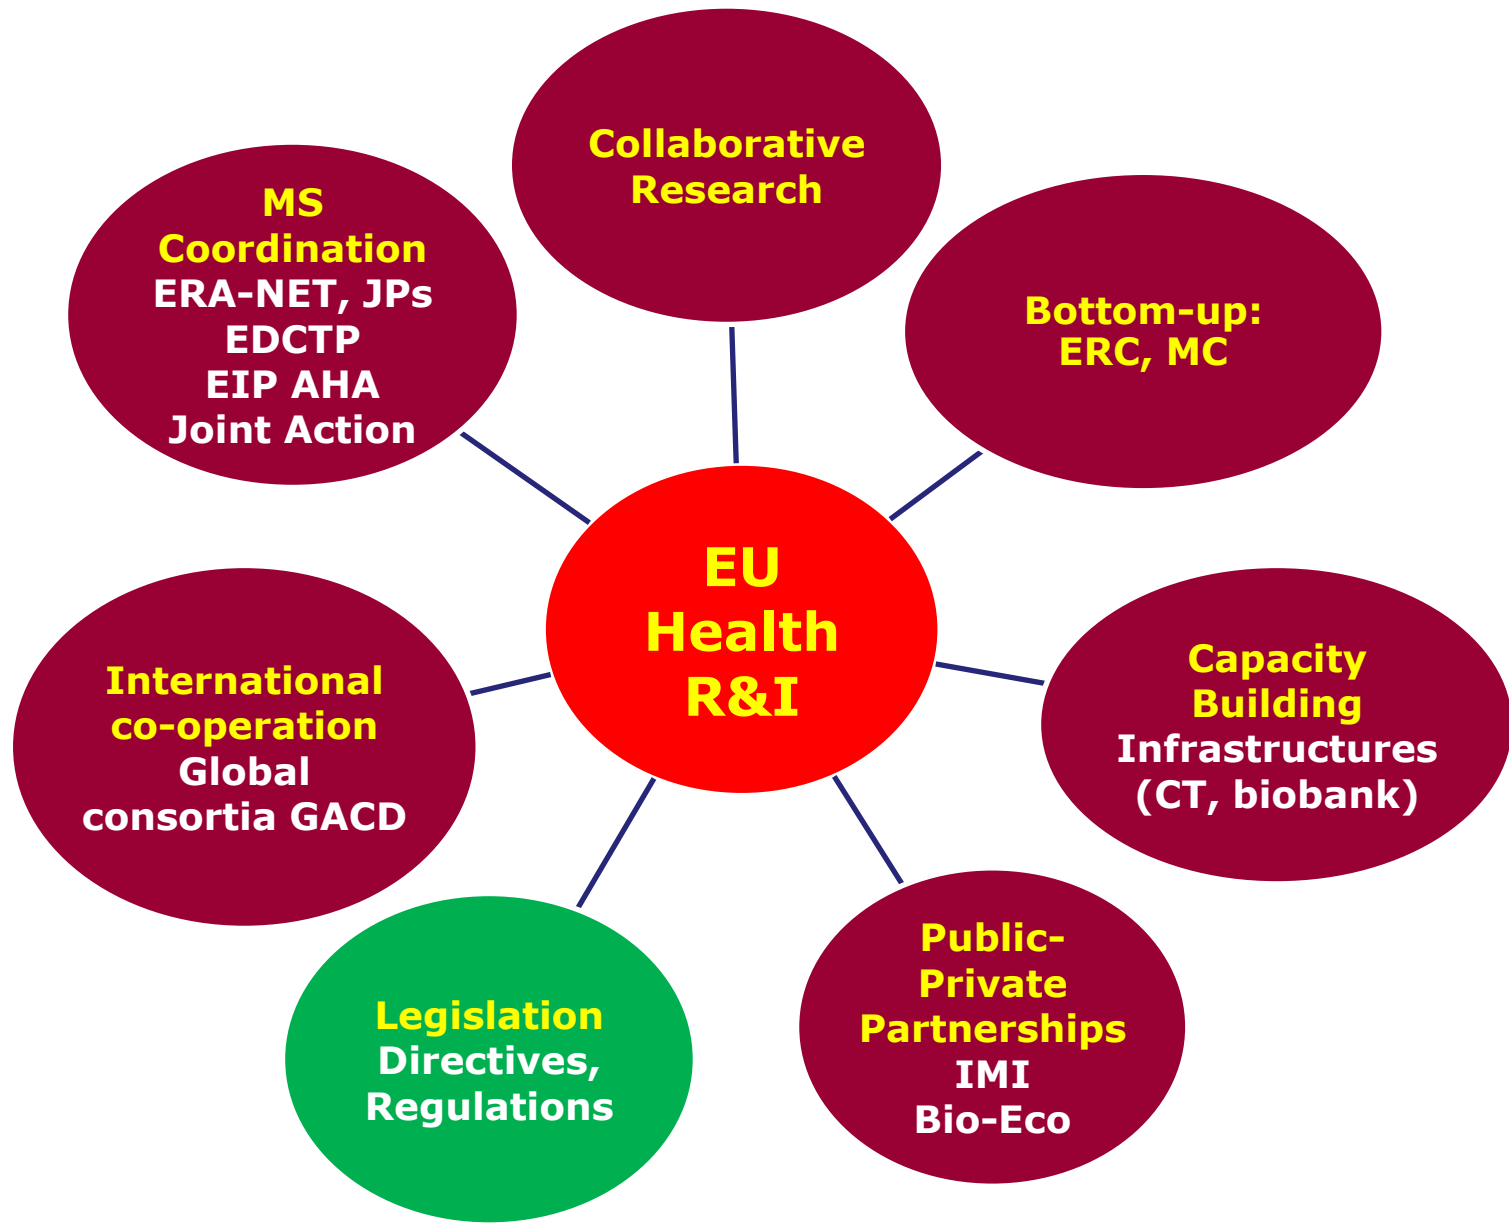 Collaborative
Research
MS
Coordination
ERA-NET, JPs
EDCTP
EIP AHA
Joint Action
Bottom-up:
ERC, MC
EU
Health
R&I
International
co-operation
Global
consortia GACD
Capacity
Building
Infrastructures
(CT, biobank)
Legislation
Directives,
Regulations
Public-
Private
Partnerships
IMI
Bio-Eco